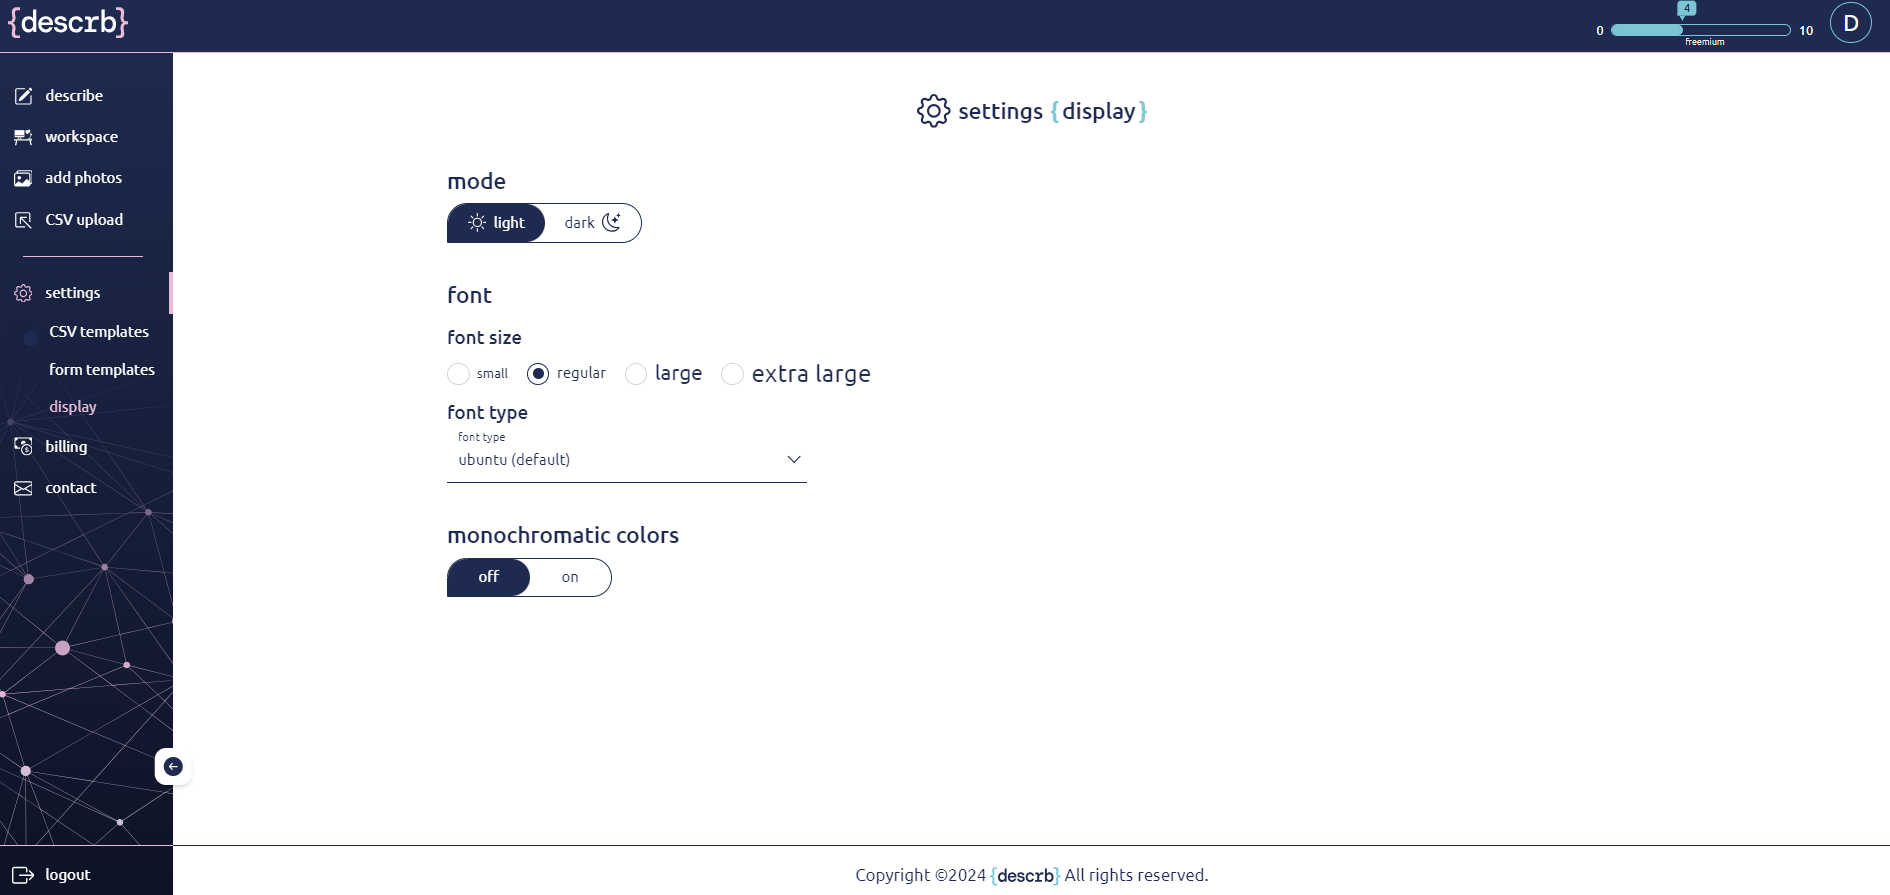 {descrb}
4
0
10
freemium
D
describe
workspace
add photos
CSV upload
settings
CSV templates
form templates
display
billing
contact
logout
settings {display}
mode
light dark
font
font size
small regular large extra large
font type
font type
ubuntu (default)
monochromatic colors
off on
Copyright ©2024 {descrb} All rights reserved.